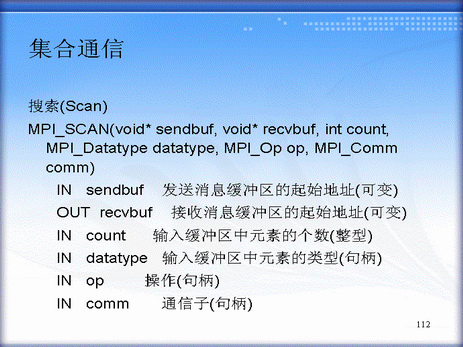 集合通信
搜索(Scan)
MPI_SCAN(void* sendbuf, void* recvbuf, int count,
MPI_Datatype datatype, MPI_Op op, MPI_Comm
comm)
IN sendbuf 发送消息缓冲区的起始地址(可变)
OUT recvbuf 接收消息缓冲区的起始地址(可变)
IN count 输入缓冲区中元素的个数(整型)
IN datatype 输入缓冲区中元素的类型(句柄)
IN op 操作(句柄)
IN comm 通信子(句柄)
112